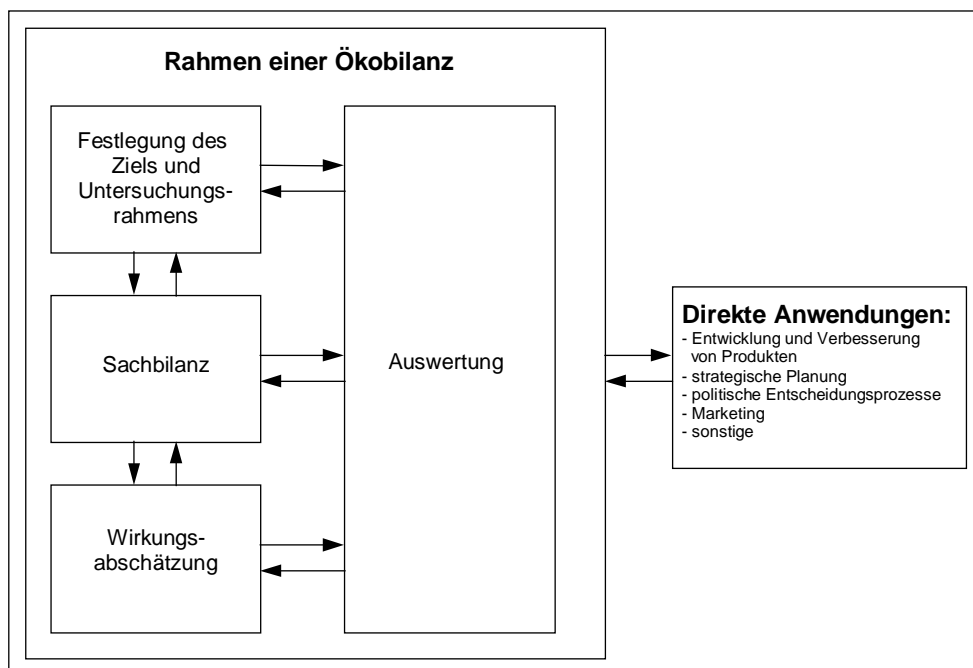 Rahmen einer Ökobilanz
Festlegung des
Ziels und
Untersuchungs-
rahmens
Sachbilanz
Wirkungs-
abschätzung
Auswertung
Direkte Anwendungen:
- Entwicklung und Verbesserung
von Produkten
- strategische Planung
- politische Entscheidungsprozesse
- Marketing
- sonstige